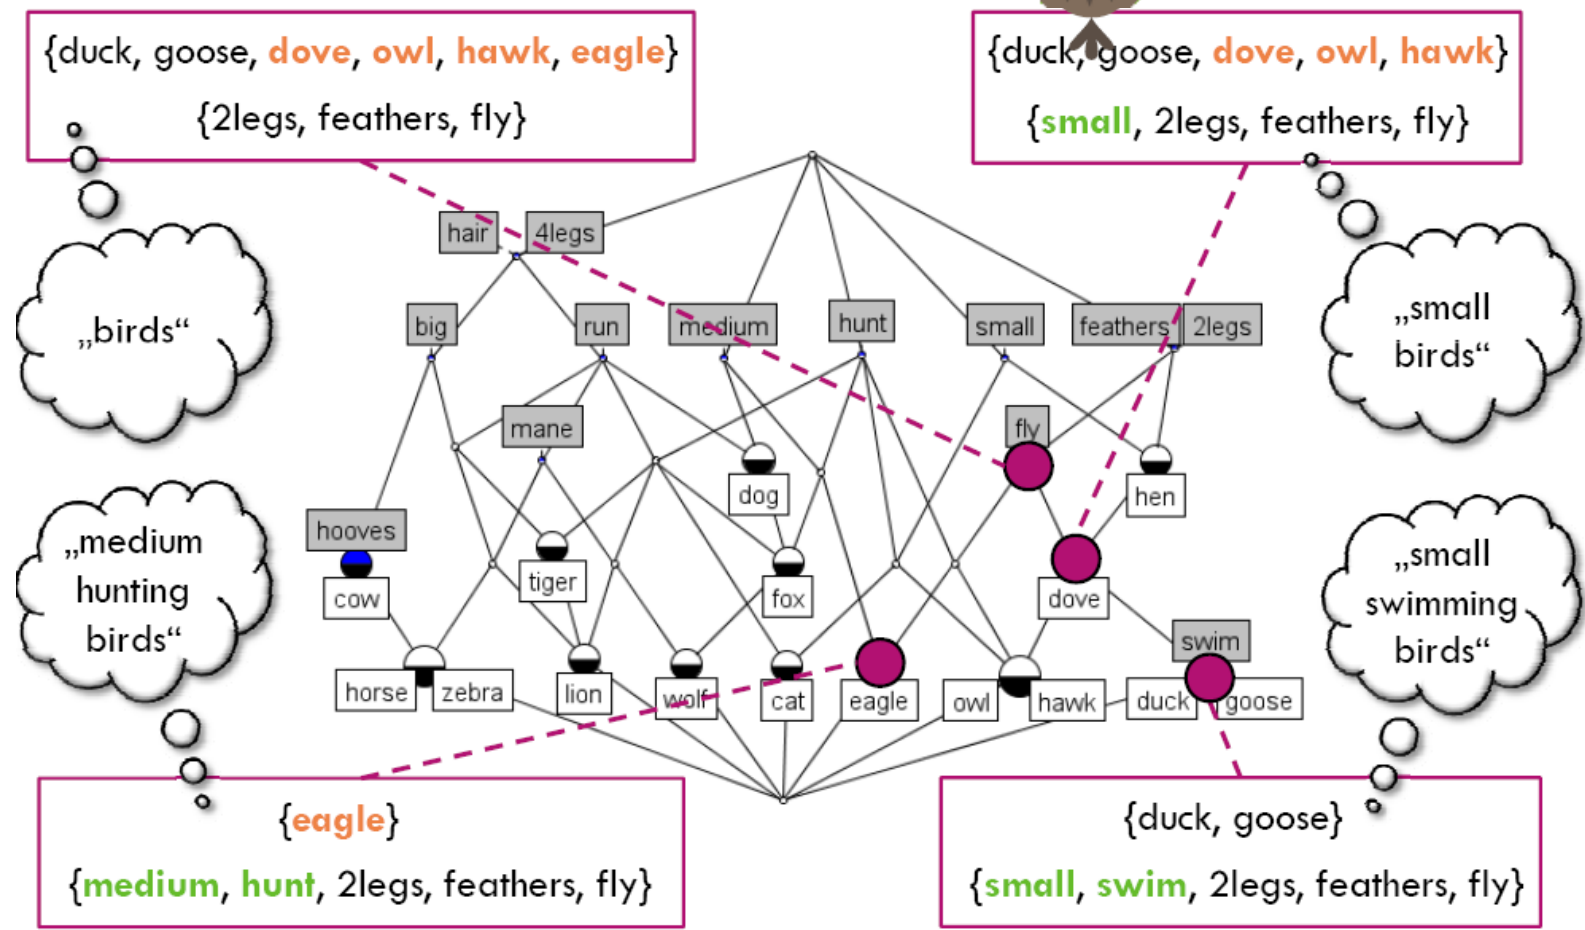 {duck, goose, dove, owl, hawk, eagle}
{2legs, feathers, fly}
{duck, goose, dove, owl, hawk}
{small, 2legs, feathers, fly}
„birds“
„small
birds“
hair
4legs
big
run
medium
hunt
small
feathers
2legs
mane
fly
dog
hen
hooves
cow
tiger
fox
dove
swim
horse
zebra
lion
wolf
cat
eagle
owl
hawk
duck
goose
„medium
hunting
birds“
„small
swimming
birds“
{eagle}
{medium, hunt, 2legs, feathers, fly}
{duck, goose}
{small, swim, 2legs, feathers, fly}